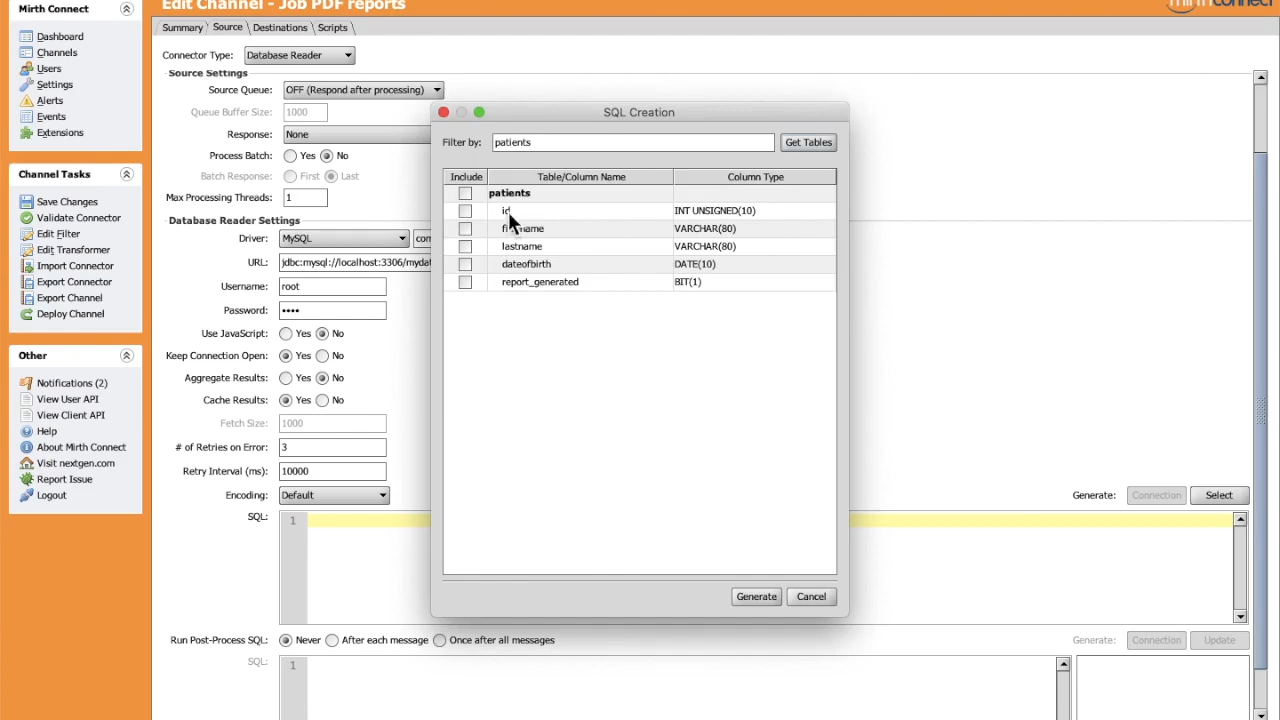 Mirth Connect
Dashboard
Channels
Users
Settings
Alerts
Events
Extensions
Channel Tasks
Save Changes
Validate Connector
Edit Filter
Edit Transformer
Import Connector
Export Connector
Export Channel
Deploy Channel
Other
Notifications (2)
View User API
View Client API
Help
About Mirth Connect
Visit nextgen.com
Report Issue
Logout
Edit Channel - Job PDF reports
Summary Source Destinations Scripts
Connector Type: Database Reader
Source Settings
Source Queue: OFF (Respond after processing)
Queue Buffer Size: 1000
Response: None
Process Batch: Yes No
Batch Response: First Last
Max Processing Threads: 1
Database Reader Settings
Driver: MySQL
URL: jdbc:mysql://localhost:3306/mydat
Username: root
Password: ••••
Use JavaScript: Yes No
Keep Connection Open: Yes No
Aggregate Results: Yes No
Cache Results: Yes No
Fetch Size: 1000
# of Retries on Error: 3
Retry Interval (ms): 10000
Encoding: Default
Generate: Connection Select
SQL: 1
Run Post-Process SQL: Never After each message Once after all messages
Generate: Connection Update
SQL: 1
SQL Creation
Filter by: patients Get Tables
Include Table/Column Name Column Type
patients
id INT UNSIGNED(10)
VARCHAR(80)
lastname VARCHAR(80)
dateofbirth DATE(10)
report_generated BIT(1)
Generate Cancel